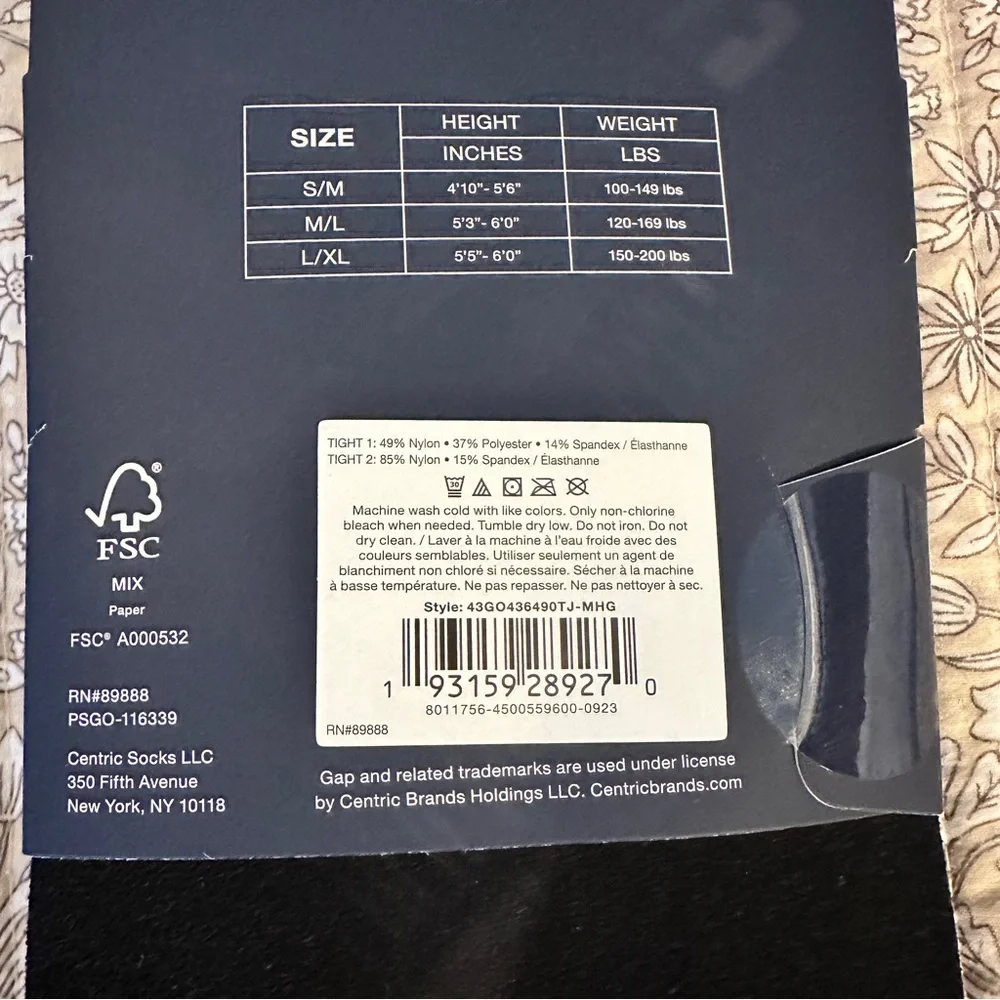 SIZE HEIGHT WEIGHT
INCHES LBS
S/M 4'10"- 5'6" 100-149 lbs
M/L 5'3"- 6'0" 120-169 lbs
L/XL 5'5"- 6'0" 150-200 lbs
TIGHT 1: 49% Nylon • 37% Polyester • 14% Spandex / Élasthanne
TIGHT 2: 85% Nylon • 15% Spandex / Élasthanne
30
Machine wash cold with like colors. Only non-chlorine
bleach when needed. Tumble dry low. Do not iron. Do not
dry clean. / Laver à la machine à l'eau froide avec des
couleurs semblables. Utiliser seulement un agent de
blanchiment non chloré si nécessaire. Sécher à la machine
à basse température. Ne pas repasser. Ne pas nettoyer à sec.
Style: 43GO436490TJ-MHG
1 93159 28927 0
8011756-4500559600-0923
RN#89888
®
FSC
MIX
Paper
FSC® A000532
RN#89888
PSGO-116339
Centric Socks LLC
350 Fifth Avenue
New York, NY 10118
Gap and related trademarks are used under license
by Centric Brands Holdings LLC. Centricbrands.com